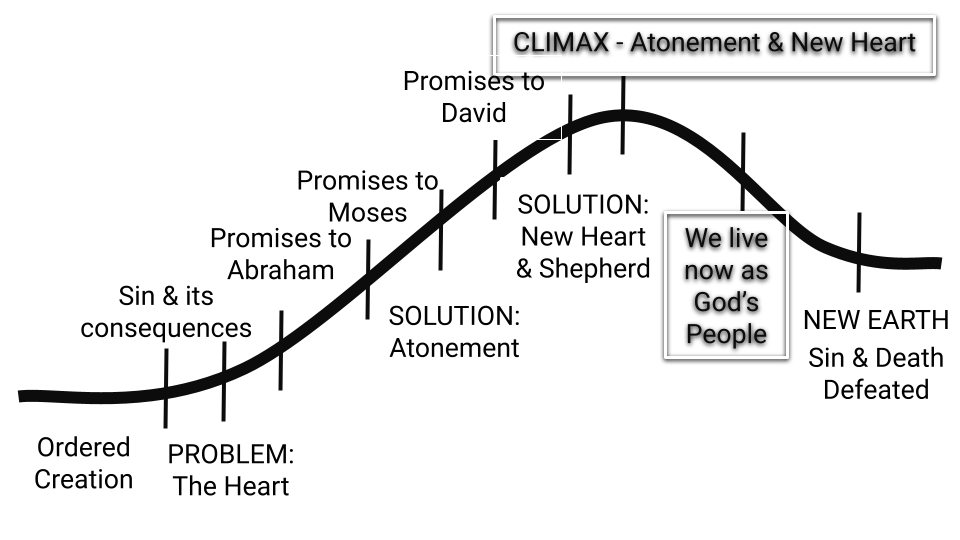 CLIMAX - Atonement & New Heart
Promises to
David
Promises to
Moses
SOLUTION:
New Heart
& Shepherd
Promises to
Abraham
We live
now as
God's
People
Sin & its
consequences
SOLUTION:
Atonement
NEW EARTH
Sin & Death
Defeated
Ordered
Creation
PROBLEM:
The Heart